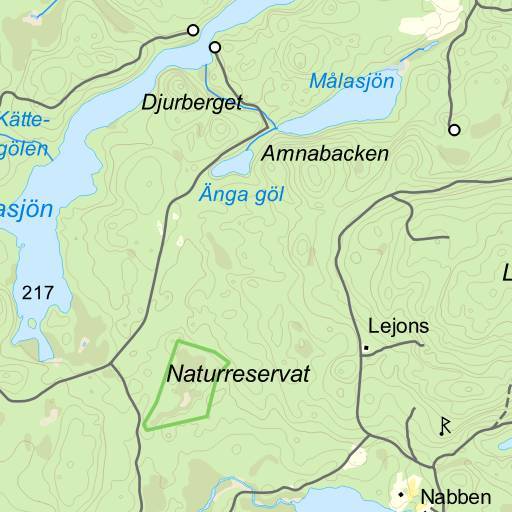 Målasjön
Djurberget
Kätte-
gölen
Amnabacken
Änga göl
asjön
L
217
Lejons
Naturreservat
R
Nabben